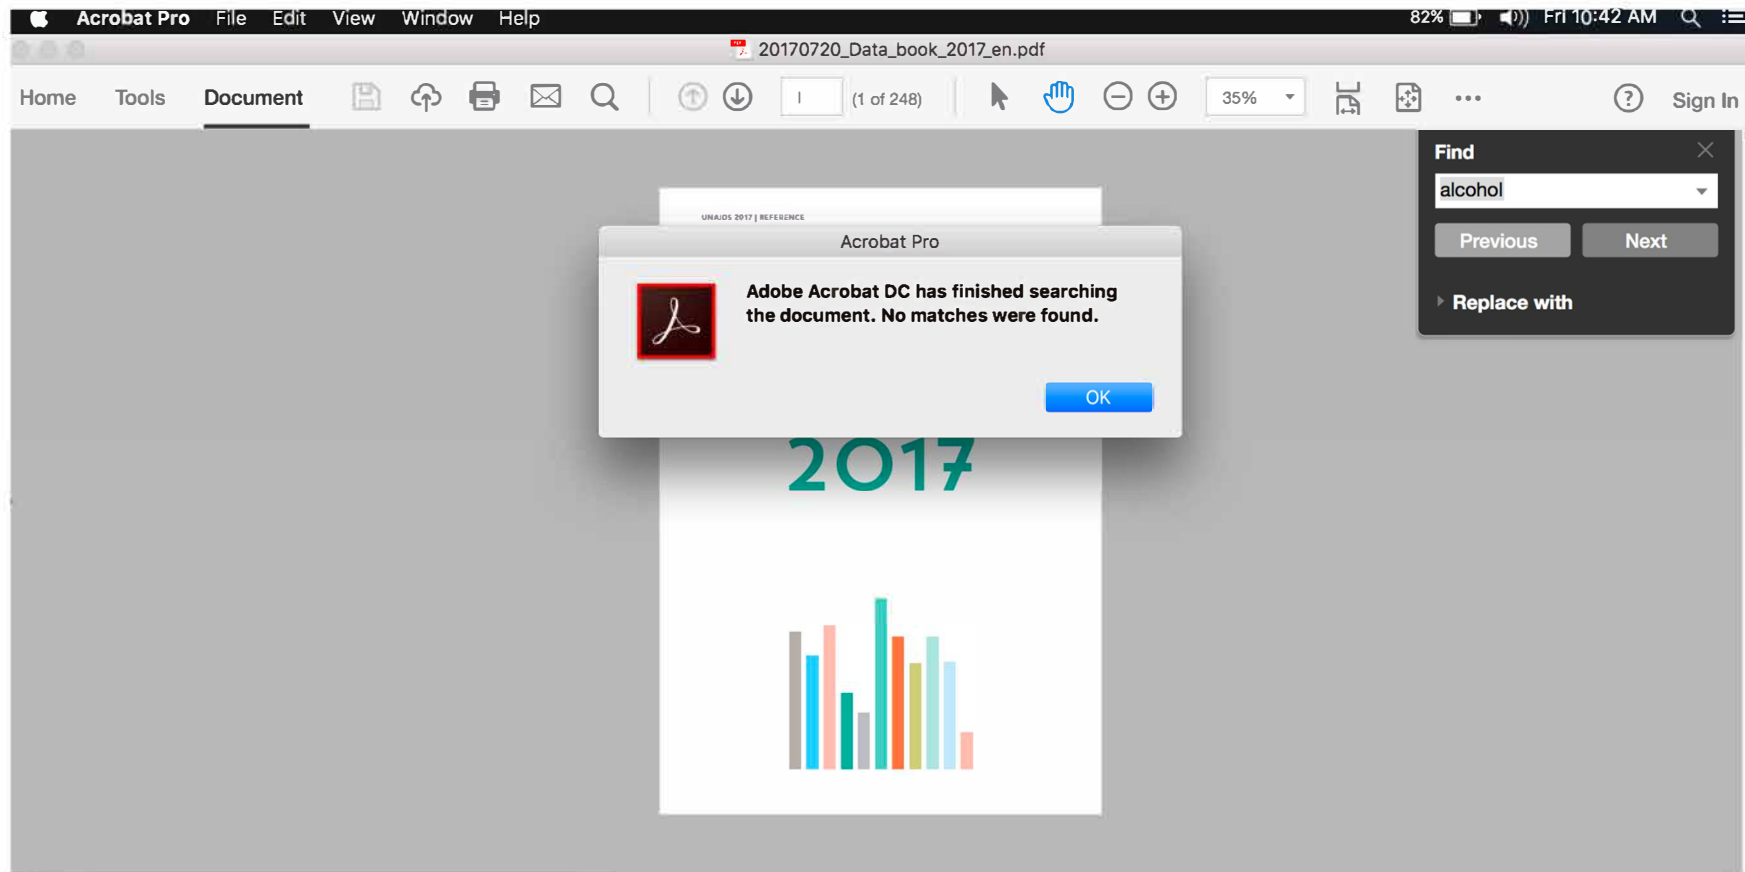 Acrobat Pro File Edit View Window Help 82% Fri 10:42 AM
20170720_Data_book_2017_en.pdf
Home Tools Document I (1 of 248) 35% ? Sign In
Find
alcohol
Previous Next
Replace with
UNAIDS 2017 | REFERENCE
Acrobat Pro
Adobe Acrobat DC has finished searching
the document. No matches were found.
OK
2017